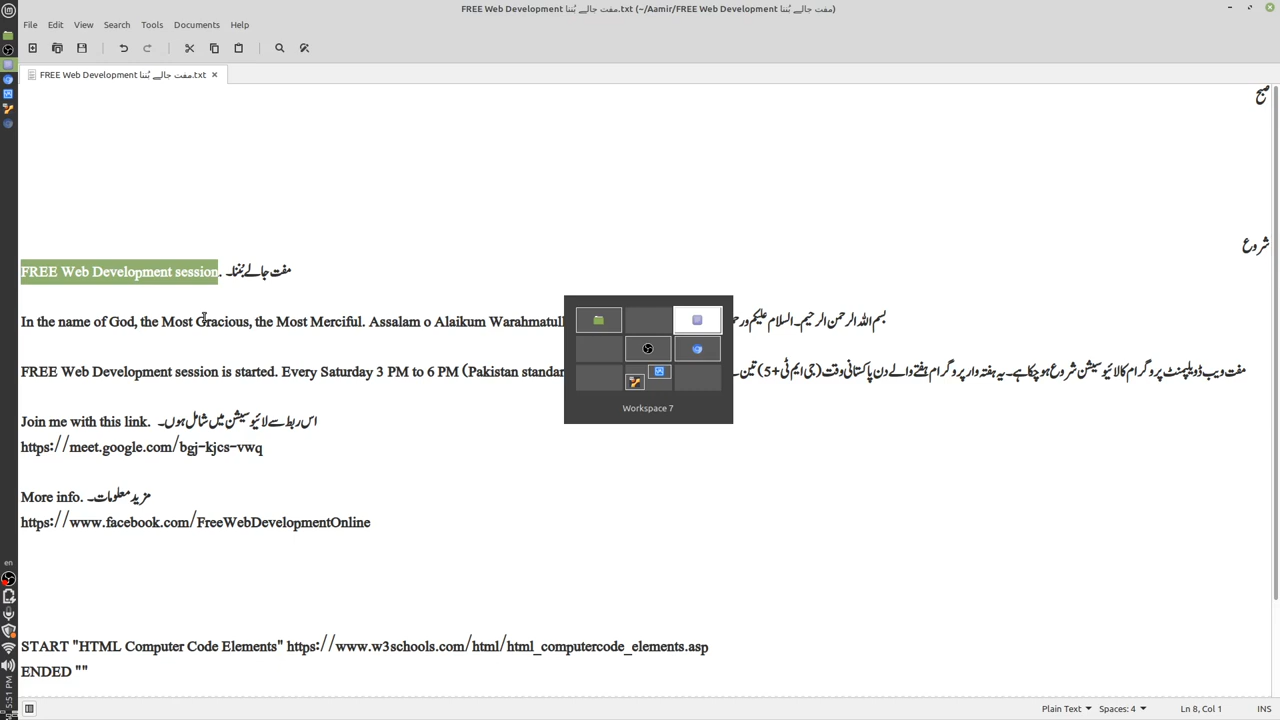 FREE Web Development مفت جالے بُننا.txt (~/Aamir/FREE Web Development مفت جالے بُننا)
File Edit View Search Tools Documents Help
FREE Web Development مفت جالے بُننا.txt
صبح
شروع
FREE Web Development session. مفت جالے بُننا۔
In the name of God, the Most Gracious, the Most Merciful. Assalam o Alaikum بسم اللہ الرحمن الرحیم۔ السلام علیکم
FREE Web Development session is started. Every Saturday 3 PM to 6 PM (Pakistan مفت ویب ڈویلپمنٹ پروگرام کا لائیو سیشن شروع ہو چکا ہے۔ یہ ہفتہ وار پروگرام ہفتے والے دن پاکستانی وقت (جی ایم ٹی +5) تین
Join me with this link. اس ربط سے لائیو سیشن میں شامل ہوں۔
https://meet.google.com/bgj-kjcs-vwq
More info. مزید معلومات۔
https://www.facebook.com/FreeWebDevelopmentOnline
Workspace 7
START "HTML Computer Code Elements" https://www.w3schools.com/html/html_computercode_elements.asp
ENDED ""
en
5:51 PM
Plain Text Spaces: 4 Ln 8, Col 1 INS